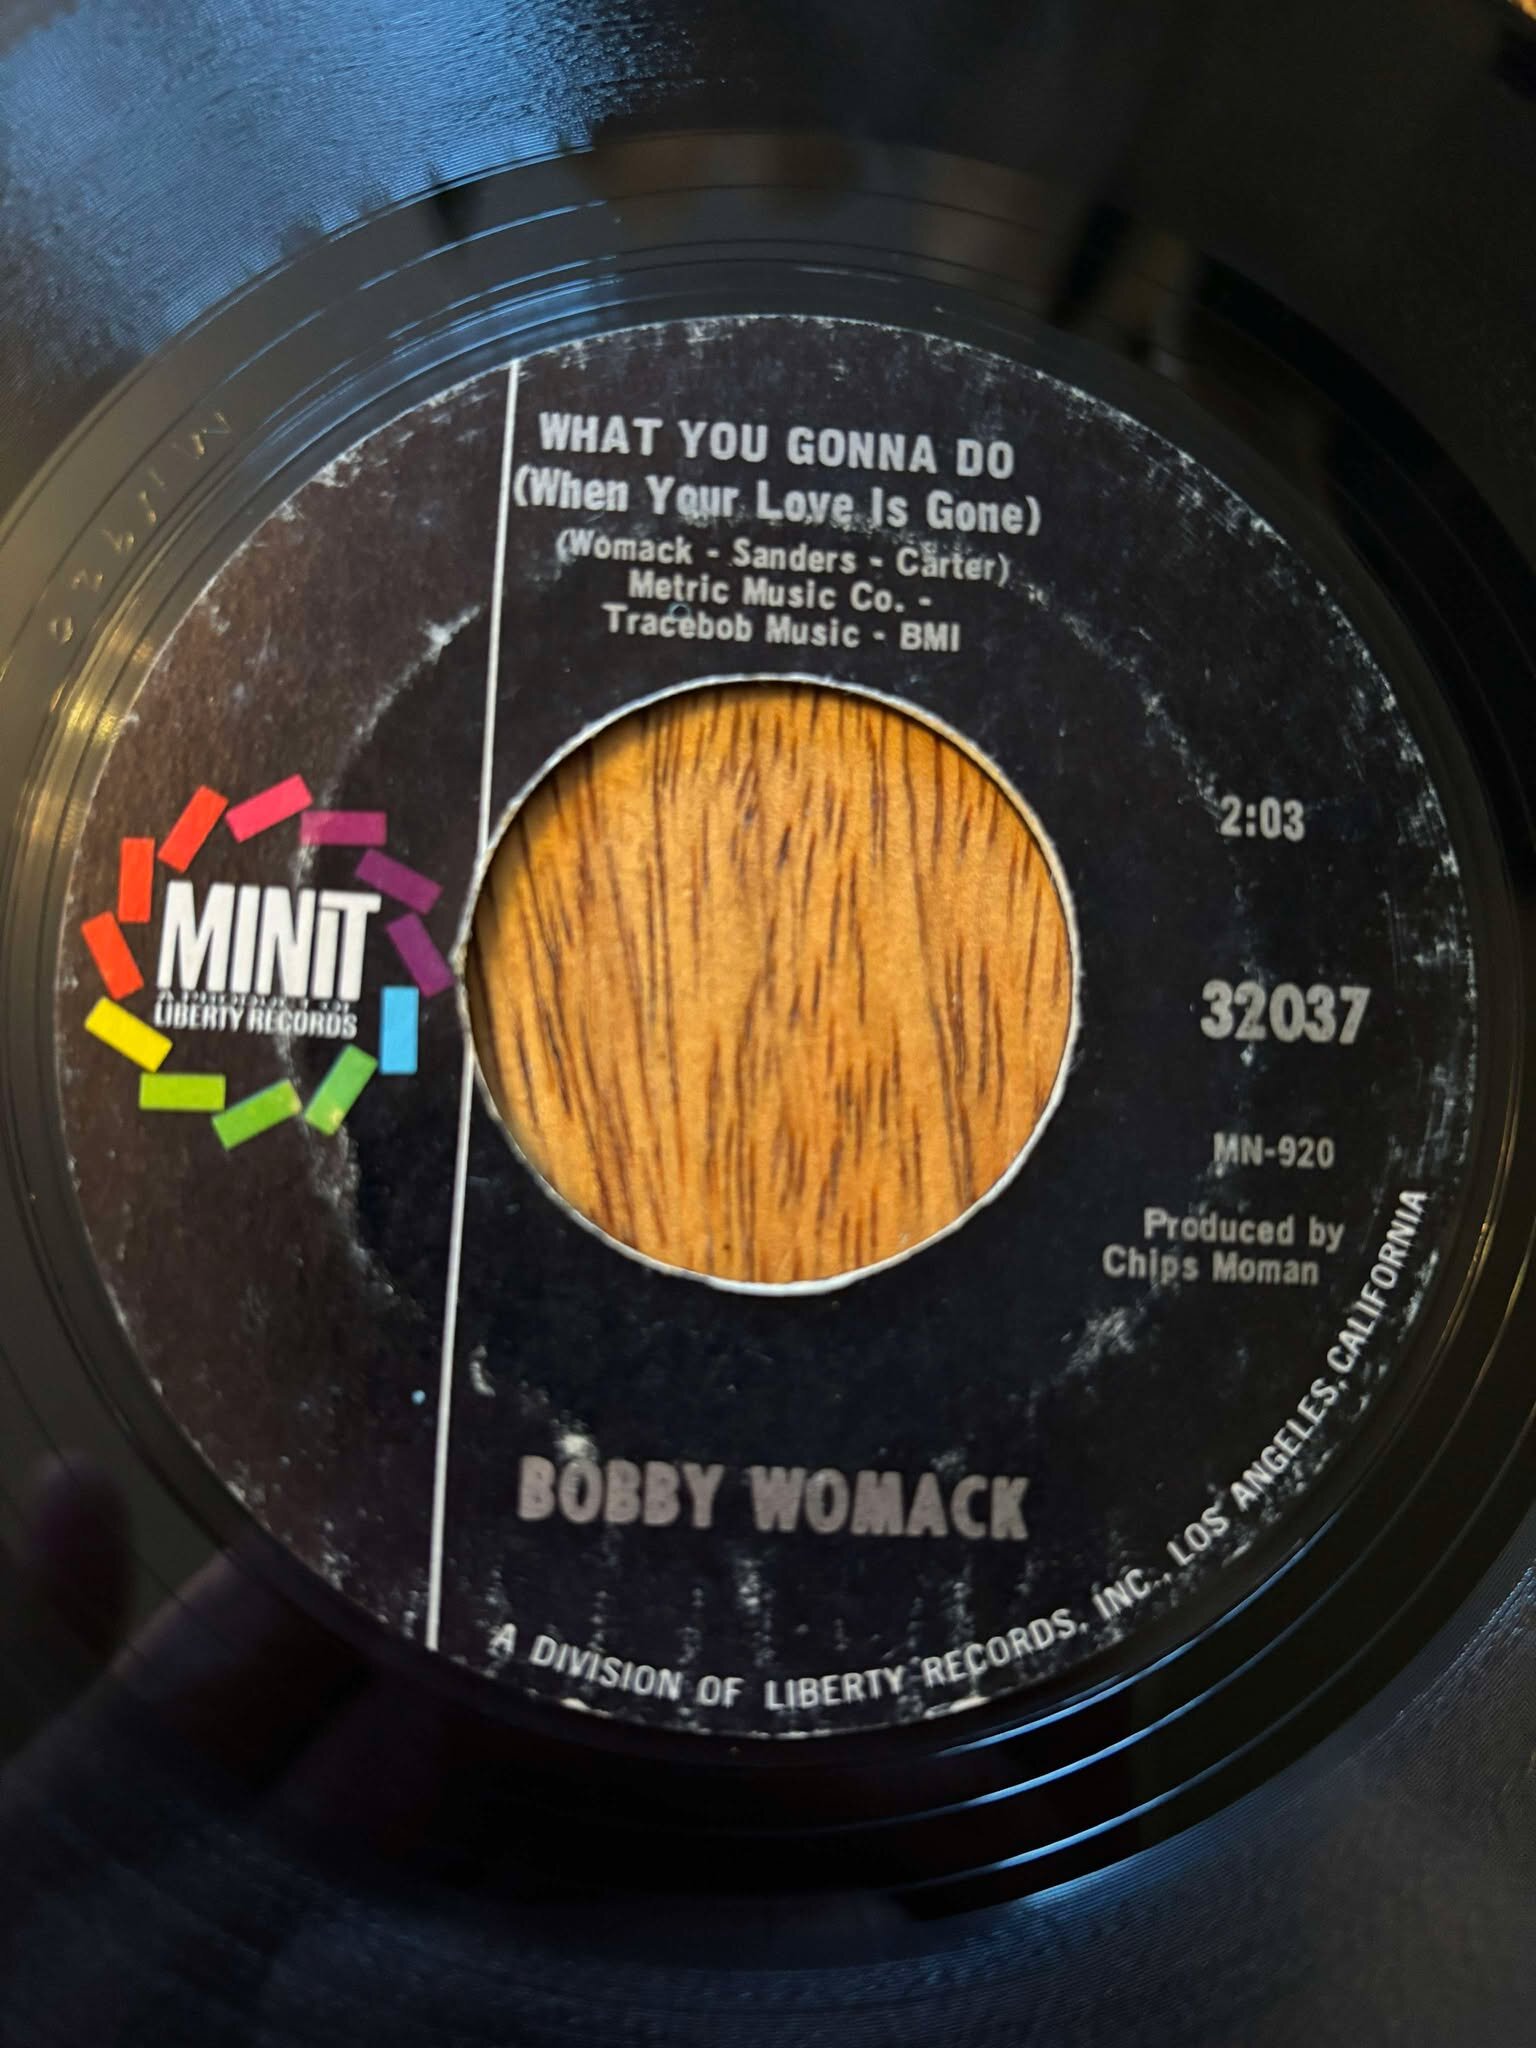 WHAT YOU GONNA DO
(When Your Love Is Gone)
(Womack - Sanders - Carter)
Metric Music Co. -
Tracebob Music - BMI
2:03
MINIT
A PRODUCT OF
LIBERTY RECORDS
32037
MN-920
Produced by
Chips Moman
BOBBY WOMACK
A DIVISION OF LIBERTY RECORDS, INC., LOS ANGELES, CALIFORNIA